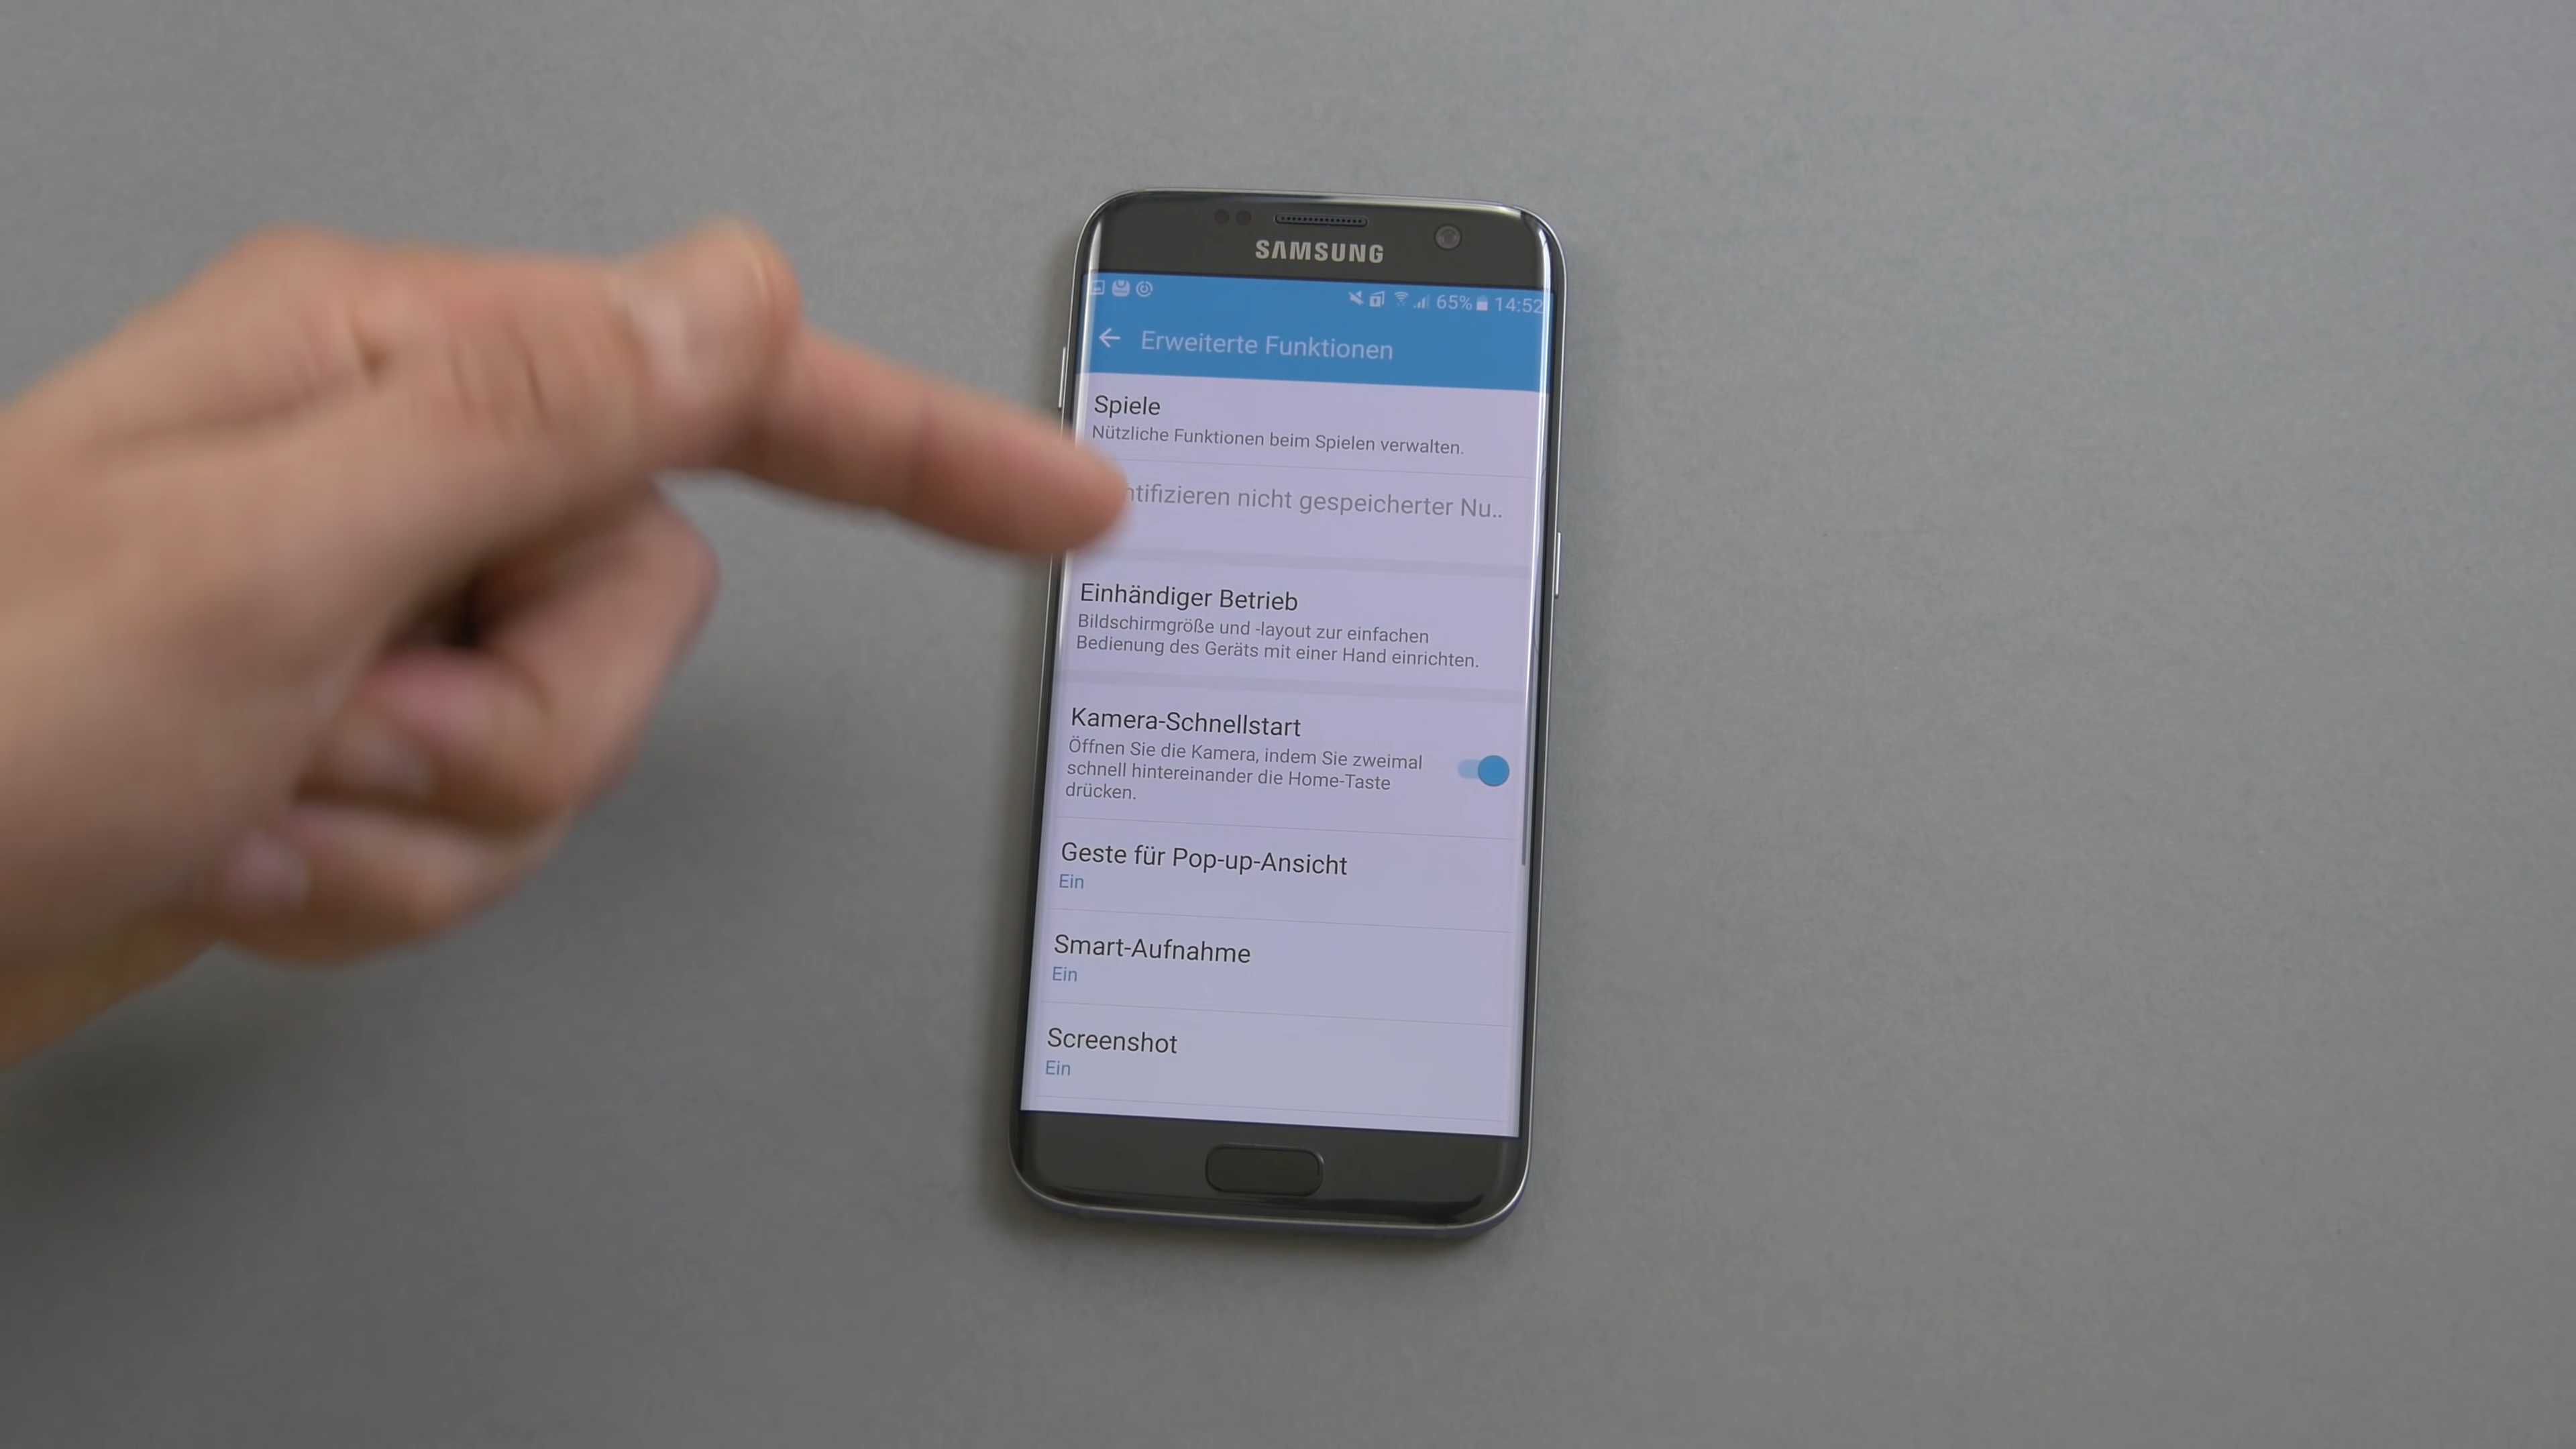 SAMSUNG
65% 14:52
Erweiterte Funktionen
Spiele
Nützliche Funktionen beim Spielen verwalten.
nicht gespeicherter Nu..
Einhändiger Betrieb
Bildschirmgröße und -layout zur einfachen
Bedienung des Geräts mit einer Hand einrichten.
Kamera-Schnellstart
Öffnen Sie die Kamera, indem Sie zweimal
schnell hintereinander die Home-Taste
drücken.
Geste für Pop-up-Ansicht
Ein
Smart-Aufnahme
Ein
Screenshot
Ein